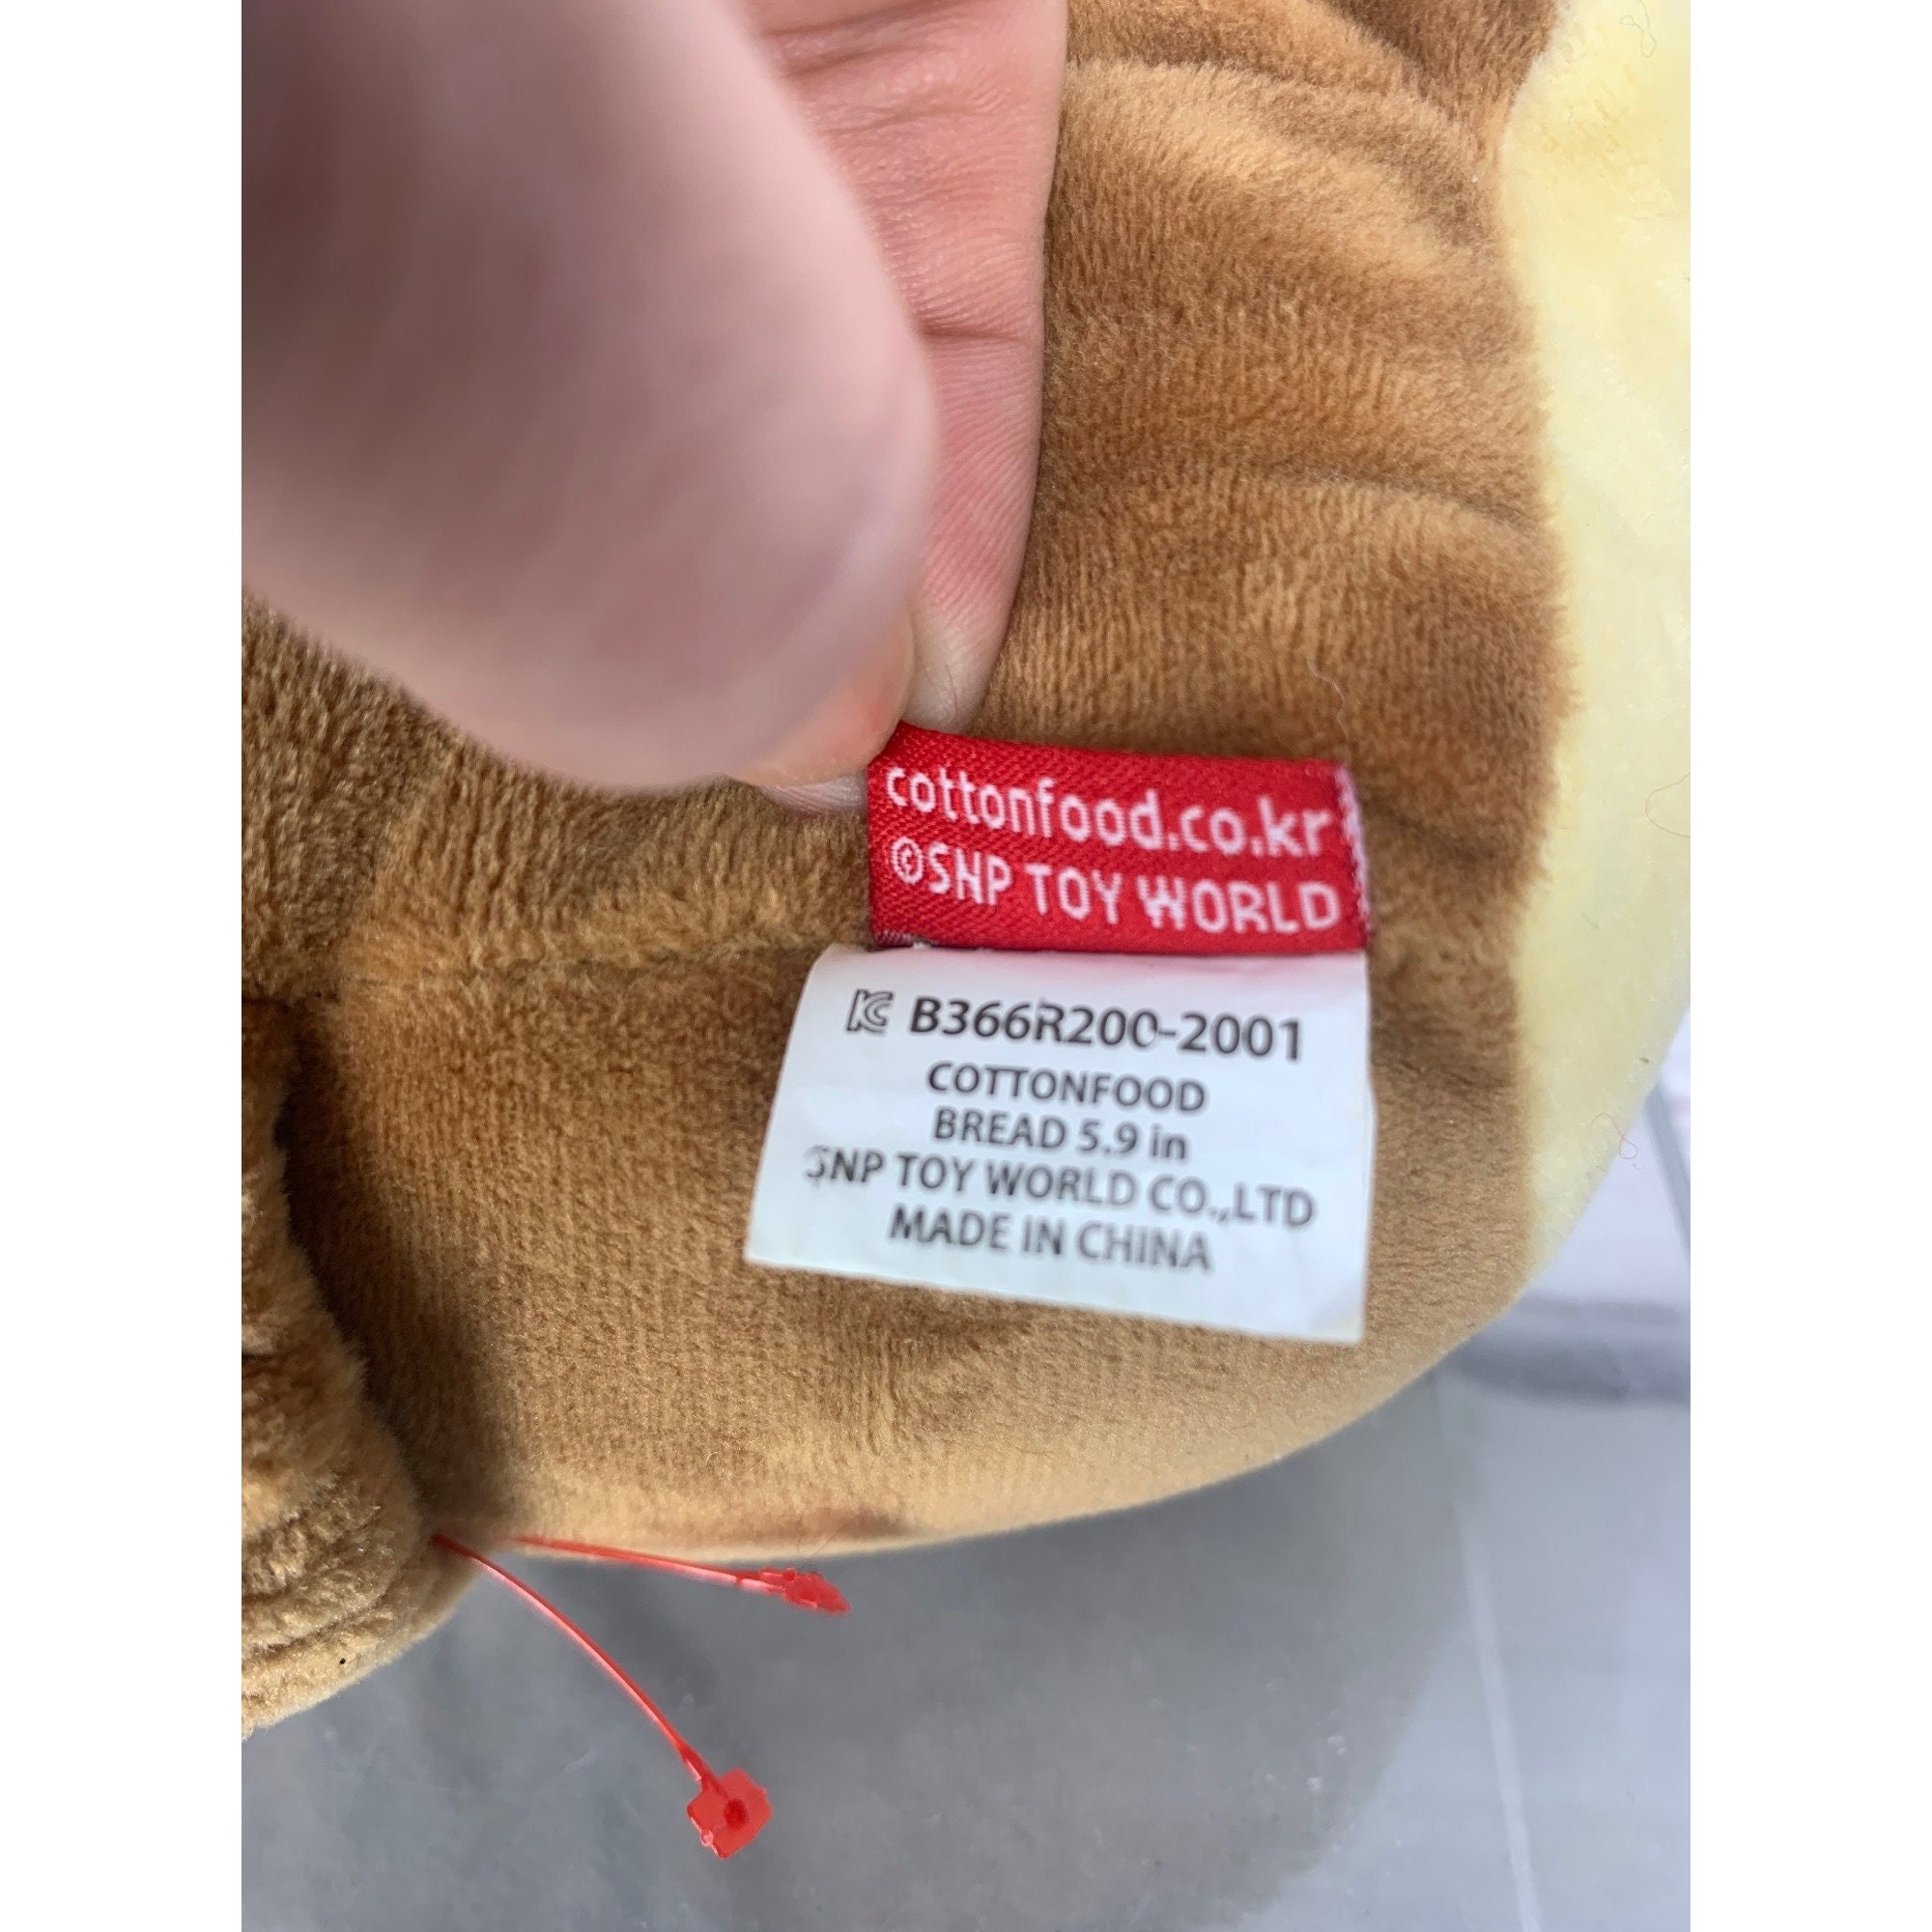 cottonfood.co.kr
©SNP TOY WORLD
KC B366R200-2001
COTTONFOOD
BREAD 5.9 in
SNP TOY WORLD CO.,LTD
MADE IN CHINA